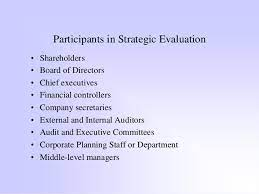 Participants in Strategic Evaluation
• Shareholders
• Board of Directors
• Chief executives
• Financial controllers
• Company secretaries
• External and Internal Auditors
• Audit and Executive Committees
• Corporate Planning Staff or Department
• Middle-level managers